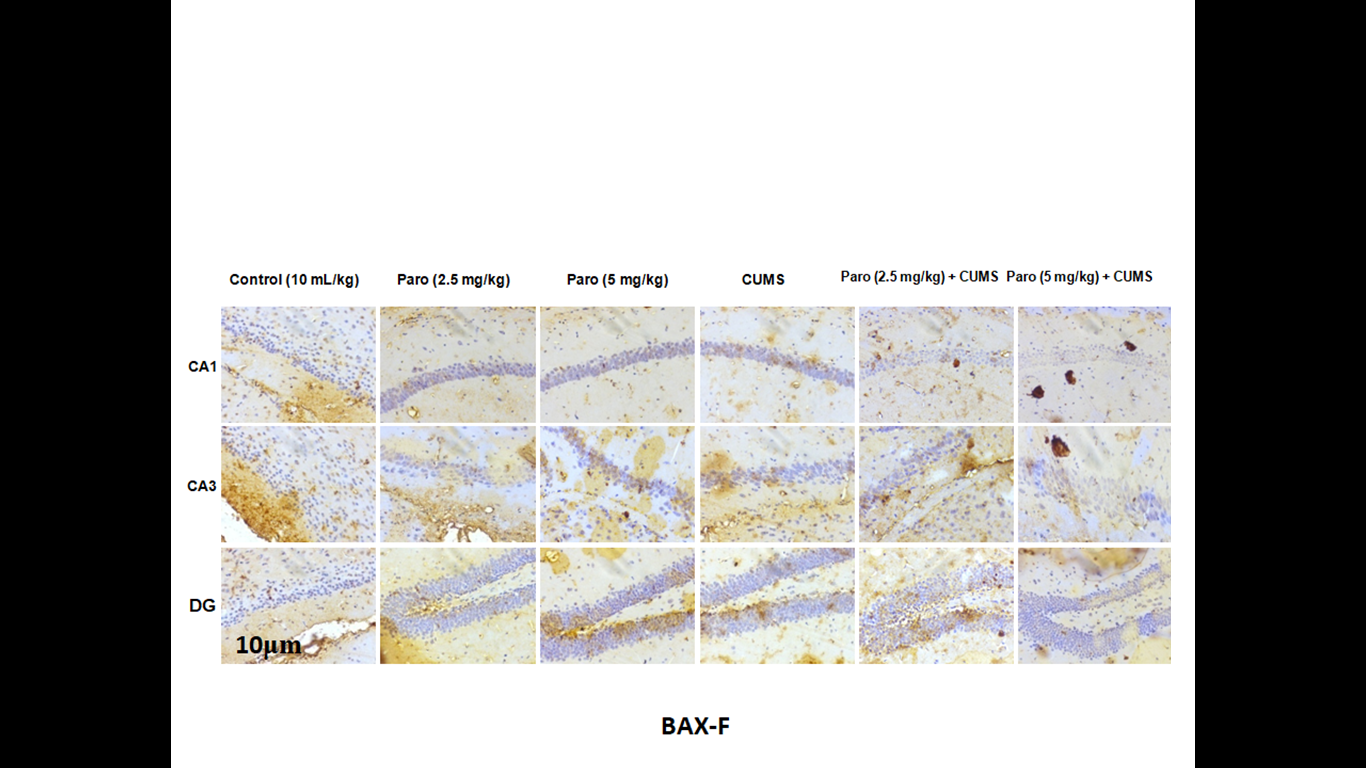 Control (10 mL/kg) Paro (2.5 mg/kg) Paro (5 mg/kg) CUMS Paro (2.5 mg/kg) + CUMS Paro (5 mg/kg) + CUMS
CA1
CA3
DG
10µm
BAX-F